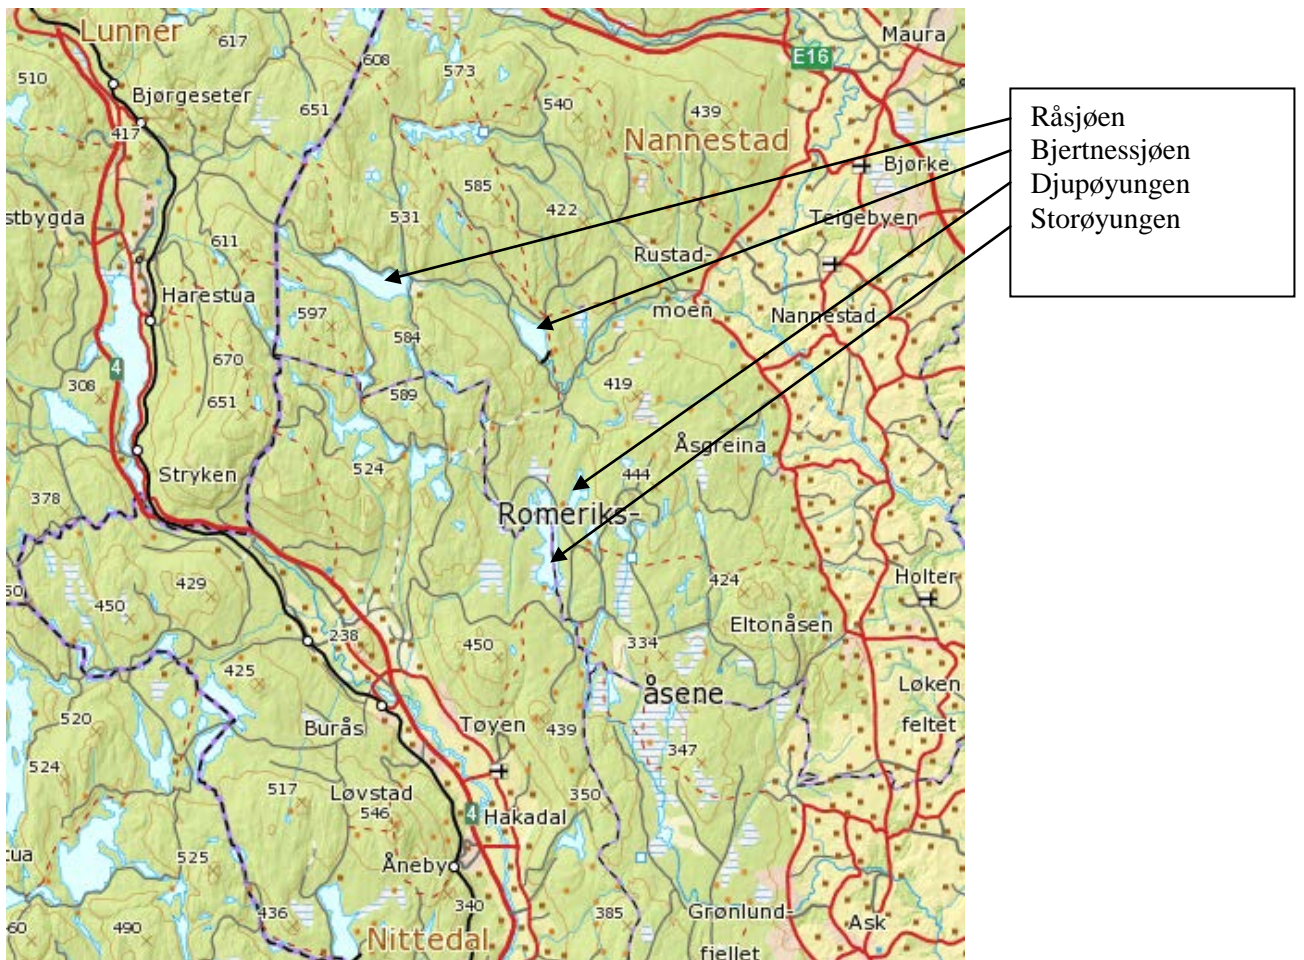 Lunner
617
608
573
E16
Maura
510
Bjørgeseter
651
540
439
417
Nannestad
Bjørke
585
531
422
Teigebyen
stbygda
611
Rustad-
moen
Harestua
597
584
Nannestad
4
670
308
651
589
419
Åsgreina
524
444
Stryken
378
Romeriks-
åsene
429
424
Holter
450
238
450
334
Eltonåsen
425
Løken
feltet
520
Burås
Tøyen
439
347
524
517
Løvstad
546
350
4
Hakadal
525
Åneby
436
340
385
Grønlund-
fjellet
Ask
490
Nittedal
Råsjøen
Bjertnessjøen
Djupøyungen
Storøyungen